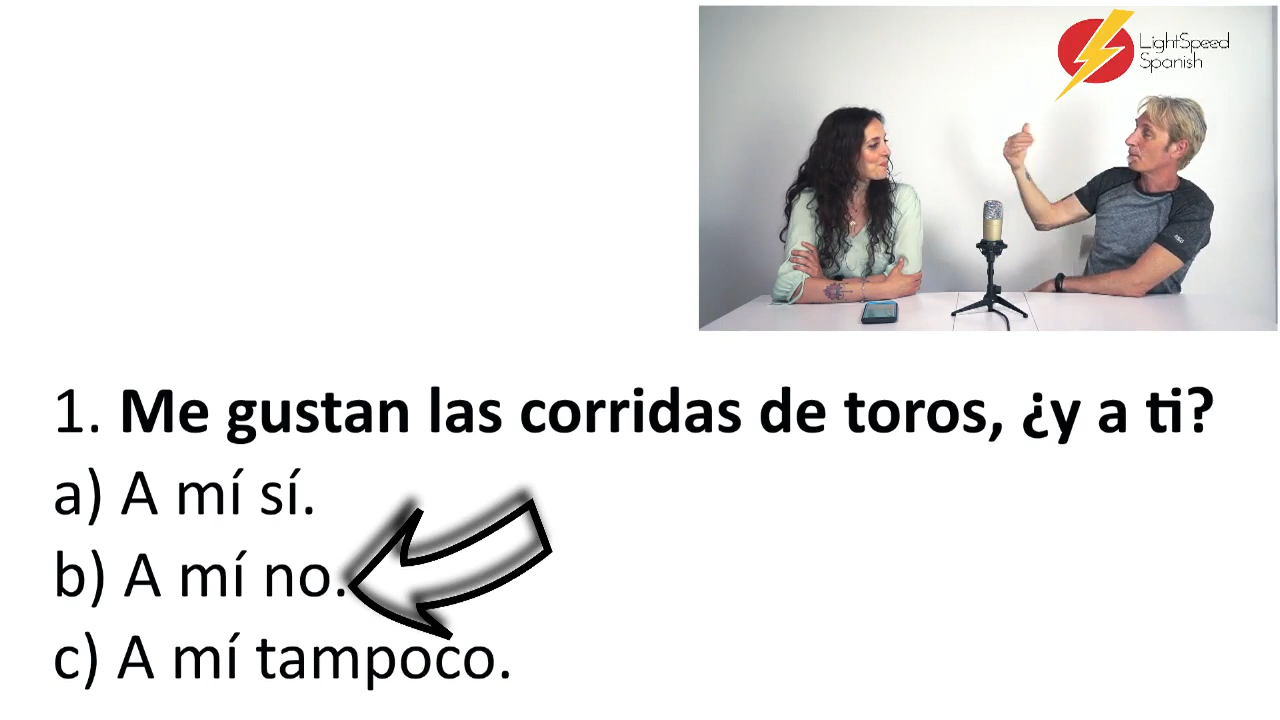 LightSpeed
Spanish
1. Me gustan las corridas de toros, ¿y a ti?
a) A mí sí.
b) A mí no.
c) A mí tampoco.